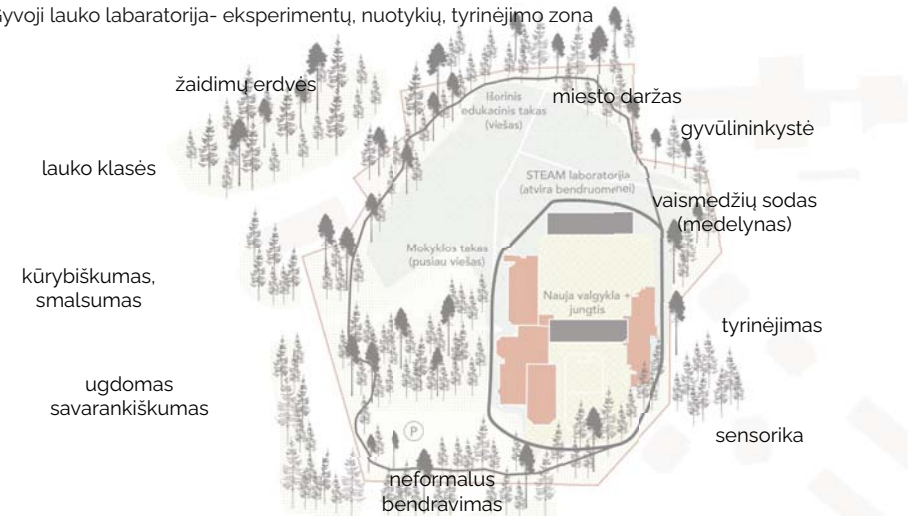 Gyvoji lauko labaratorija- eksperimentų, nuotykių, tyrinėjimo zona
žaidimų erdvės
Išorinis
edukacinis takas
(viešas)
miesto daržas
gyvūlininkystė
lauko klasės
STEAM laboratorija
(atvira bendruomenei)
vaismedžių sodas
(medelynas)
Mokyklos takas
(pusiau viešas)
kūrybiškumas,
smalsumas
Nauja valgykla +
jungtis
tyrinėjimas
ugdomas
savarankiškumas
P
sensorika
neformalus
bendravimas